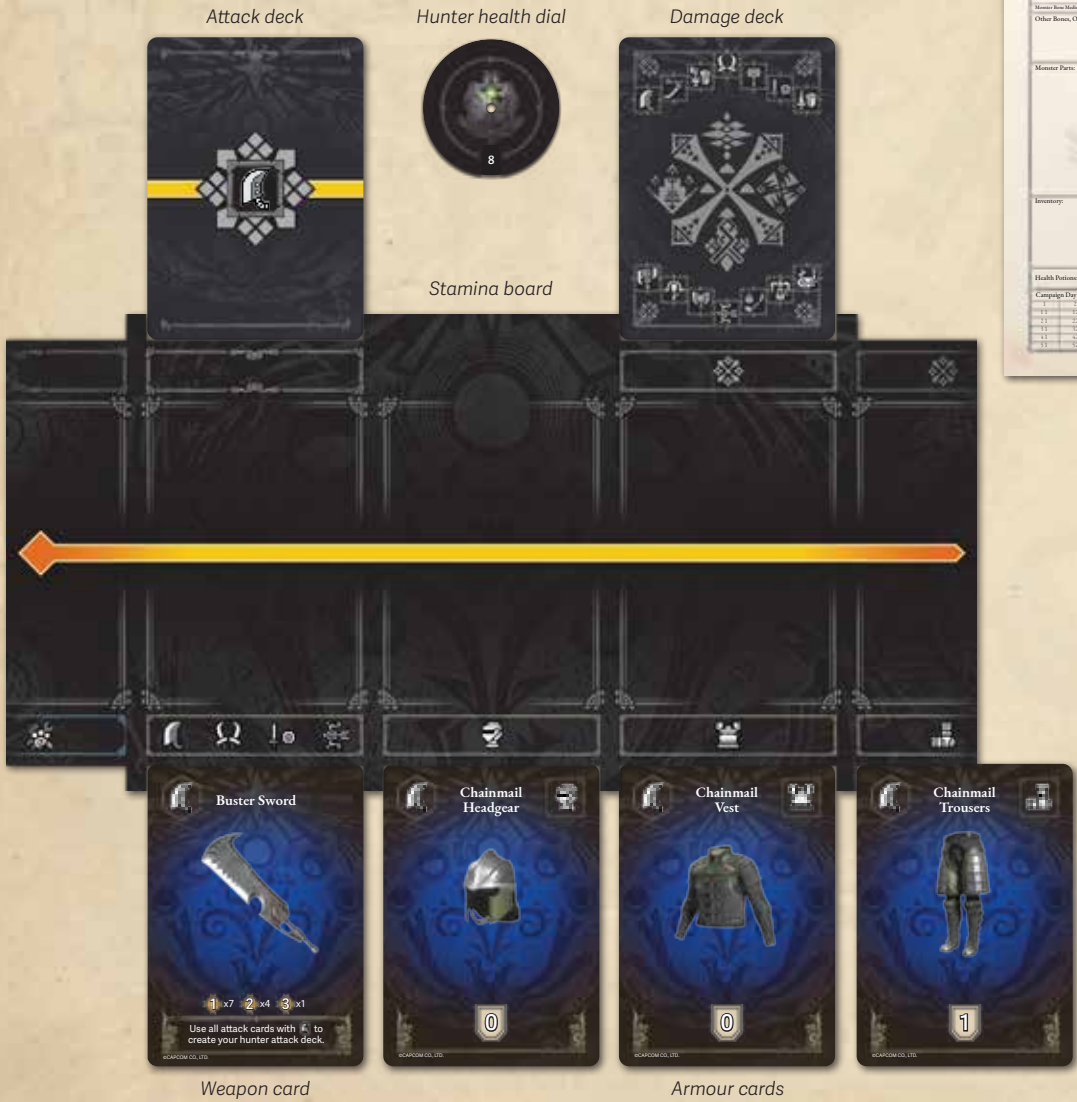 Attack deck
Hunter health dial
Damage deck
8
Stamina board
Other Bones, O
Monster Parts:
Inventory:
Health Potions:
Campaign Day
Buster Sword
1 x7 2 x4 3 x1
Use all attack cards with to
create your hunter attack deck.
©CAPCOM CO., LTD.
Chainmail
Headgear
0
©CAPCOM CO., LTD.
Chainmail
Vest
0
©CAPCOM CO., LTD.
Chainmail
Trousers
1
©CAPCOM CO., LTD.
Weapon card
Armour cards